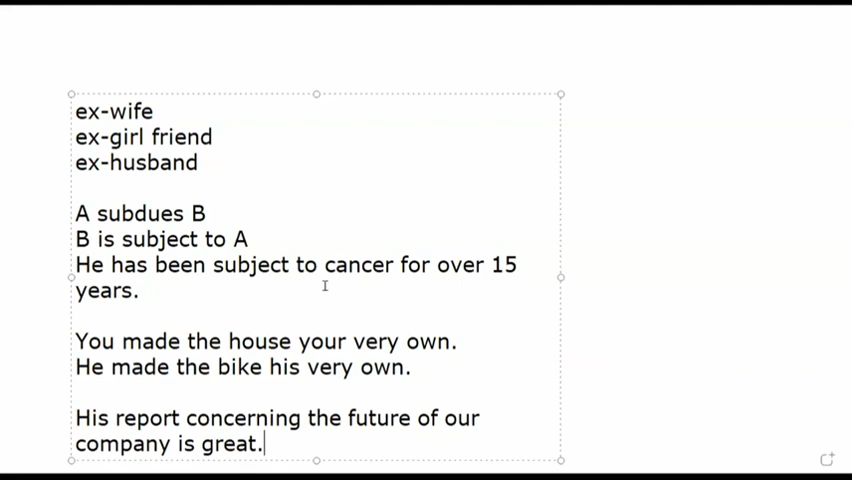 ex-wife
ex-girl friend
ex-husband
A subdues B
B is subject to A
He has been subject to cancer for over 15
years.
You made the house your very own.
He made the bike his very own.
His report concerning the future of our
company is great.